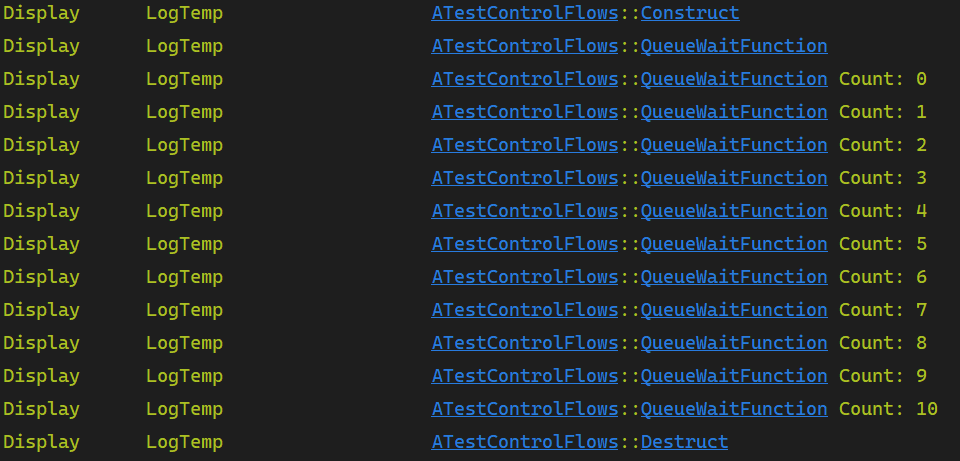 Display LogTemp ATestControlFlows::Construct
Display LogTemp ATestControlFlows::QueueWaitFunction
Display LogTemp ATestControlFlows::QueueWaitFunction Count: 0
Display LogTemp ATestControlFlows::QueueWaitFunction Count: 1
Display LogTemp ATestControlFlows::QueueWaitFunction Count: 2
Display LogTemp ATestControlFlows::QueueWaitFunction Count: 3
Display LogTemp ATestControlFlows::QueueWaitFunction Count: 4
Display LogTemp ATestControlFlows::QueueWaitFunction Count: 5
Display LogTemp ATestControlFlows::QueueWaitFunction Count: 6
Display LogTemp ATestControlFlows::QueueWaitFunction Count: 7
Display LogTemp ATestControlFlows::QueueWaitFunction Count: 8
Display LogTemp ATestControlFlows::QueueWaitFunction Count: 9
Display LogTemp ATestControlFlows::QueueWaitFunction Count: 10
Display LogTemp ATestControlFlows::Destruct